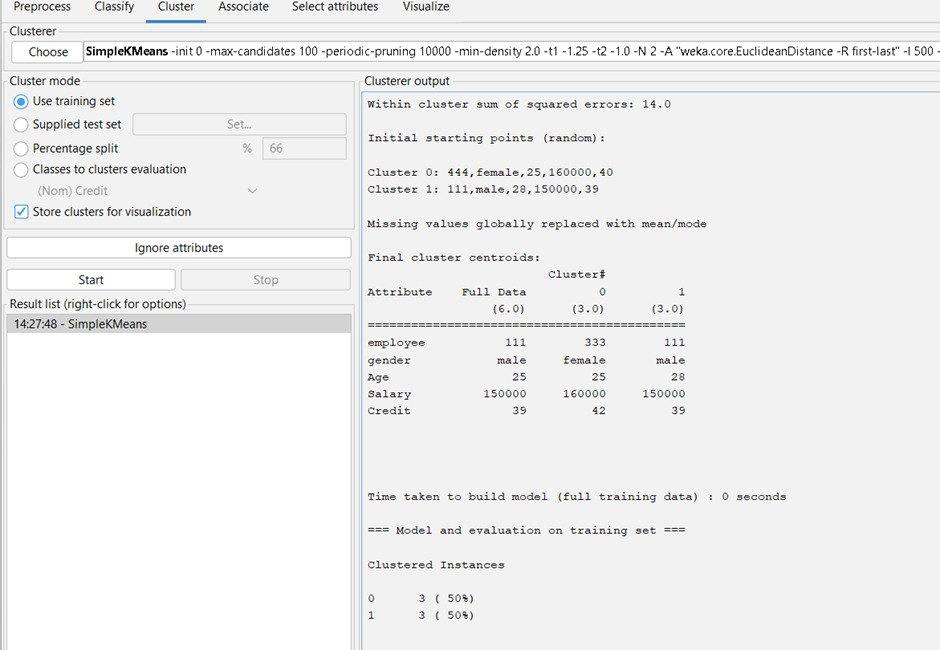 Preprocess Classify Cluster Associate Select attributes Visualize
Clusterer
Choose SimpleKMeans -init 0 -max-candidates 100 -periodic-pruning 10000 -min-density 2.0 -t1 -1.25 -t2 -1.0 -N 2 -A "weka.core.EuclideanDistance -R first-last" -I 500 -
Cluster mode
Use training set
Supplied test set Set...
Percentage split % 66
Classes to clusters evaluation
(Nom) Credit
Store clusters for visualization
Ignore attributes
Start Stop
Result list (right-click for options)
14:27:48 - SimpleKMeans
Clusterer output
Within cluster sum of squared errors: 14.0
Initial starting points (random):
Cluster 0: 444,female,25,160000,40
Cluster 1: 111,male,28,150000,39
Missing values globally replaced with mean/mode
Final cluster centroids:
Cluster#
Attribute Full Data 0 1
(6.0) (3.0) (3.0)
============================================
employee 111 333 111
gender male female male
Age 25 25 28
Salary 150000 160000 150000
Credit 39 42 39
Time taken to build model (full training data) : 0 seconds
=== Model and evaluation on training set ===
Clustered Instances
0 3 ( 50%)
1 3 ( 50%)